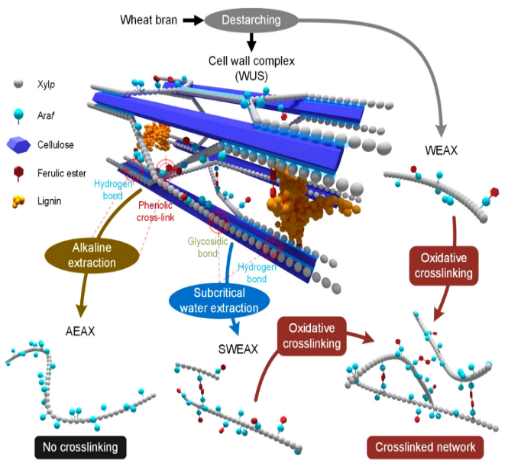 Wheat bran
Destarching
Cell wall complex
(WUS)
Xylp
Araf
Cellulose
Ferulic ester
Lignin
WEAX
Hydrogen
bond
Phenolic
cross-link
Glycosidic
bond
Hydrogen
bond
Alkaline
extraction
Subcritical
water extraction
Oxidative
crosslinking
Oxidative
crosslinking
AEAX
SWEAX
No crosslinking
Crosslinked network